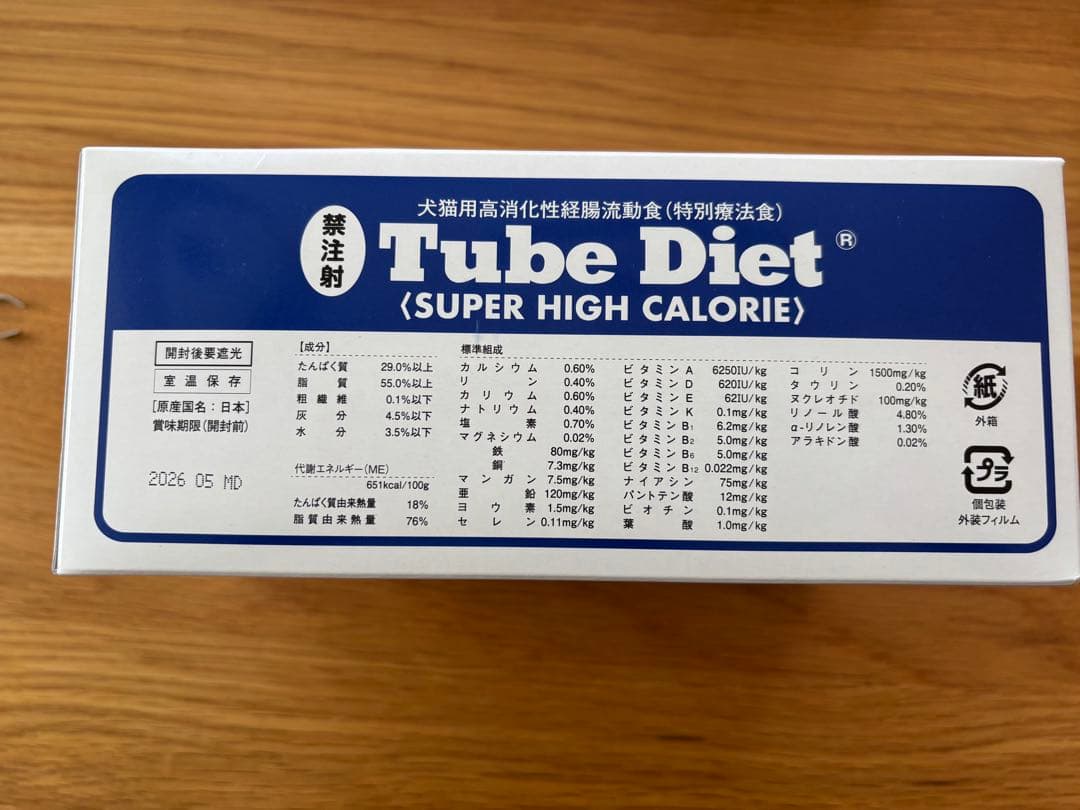 犬猫用高消化性経腸流動食(特別療法食)
禁注射
Tube Diet®
〈SUPER HIGH CALORIE〉
開封後要遮光
室温保存
[原産国名:日本]
賞味期限(開封前)
2026 05 MD
【成分】
たんぱく質 29.0%以上
脂質 55.0%以上
粗繊維 0.1%以下
灰分 4.5%以下
水分 3.5%以下
代謝エネルギー(ME)
651kcal/100g
たんぱく質由来熱量 18%
脂質由来熱量 76%
標準組成
カルシウム 0.60%
リン 0.40%
カリウム 0.60%
ナトリウム 0.40%
塩素 0.70%
マグネシウム 0.02%
鉄 80mg/kg
銅 7.3mg/kg
マンガン 7.5mg/kg
亜鉛 120mg/kg
ヨウ素 1.5mg/kg
セレン 0.11mg/kg
ビタミンA 6250IU/kg
ビタミンD 620IU/kg
ビタミンE 62IU/kg
ビタミンK 0.1mg/kg
ビタミンB₁ 6.2mg/kg
ビタミンB₂ 5.0mg/kg
ビタミンB₆ 5.0mg/kg
ビタミンB₁₂ 0.022mg/kg
ナイアシン 75mg/kg
パントテン酸 12mg/kg
ビオチン 0.1mg/kg
葉酸 1.0mg/kg
コリン 1500mg/kg
タウリン 0.20%
ヌクレオチド 100mg/kg
リノール酸 4.80%
α-リノレン酸 1.30%
アラキドン酸 0.02%
紙
外箱
プラ
個包装
外装フィルム